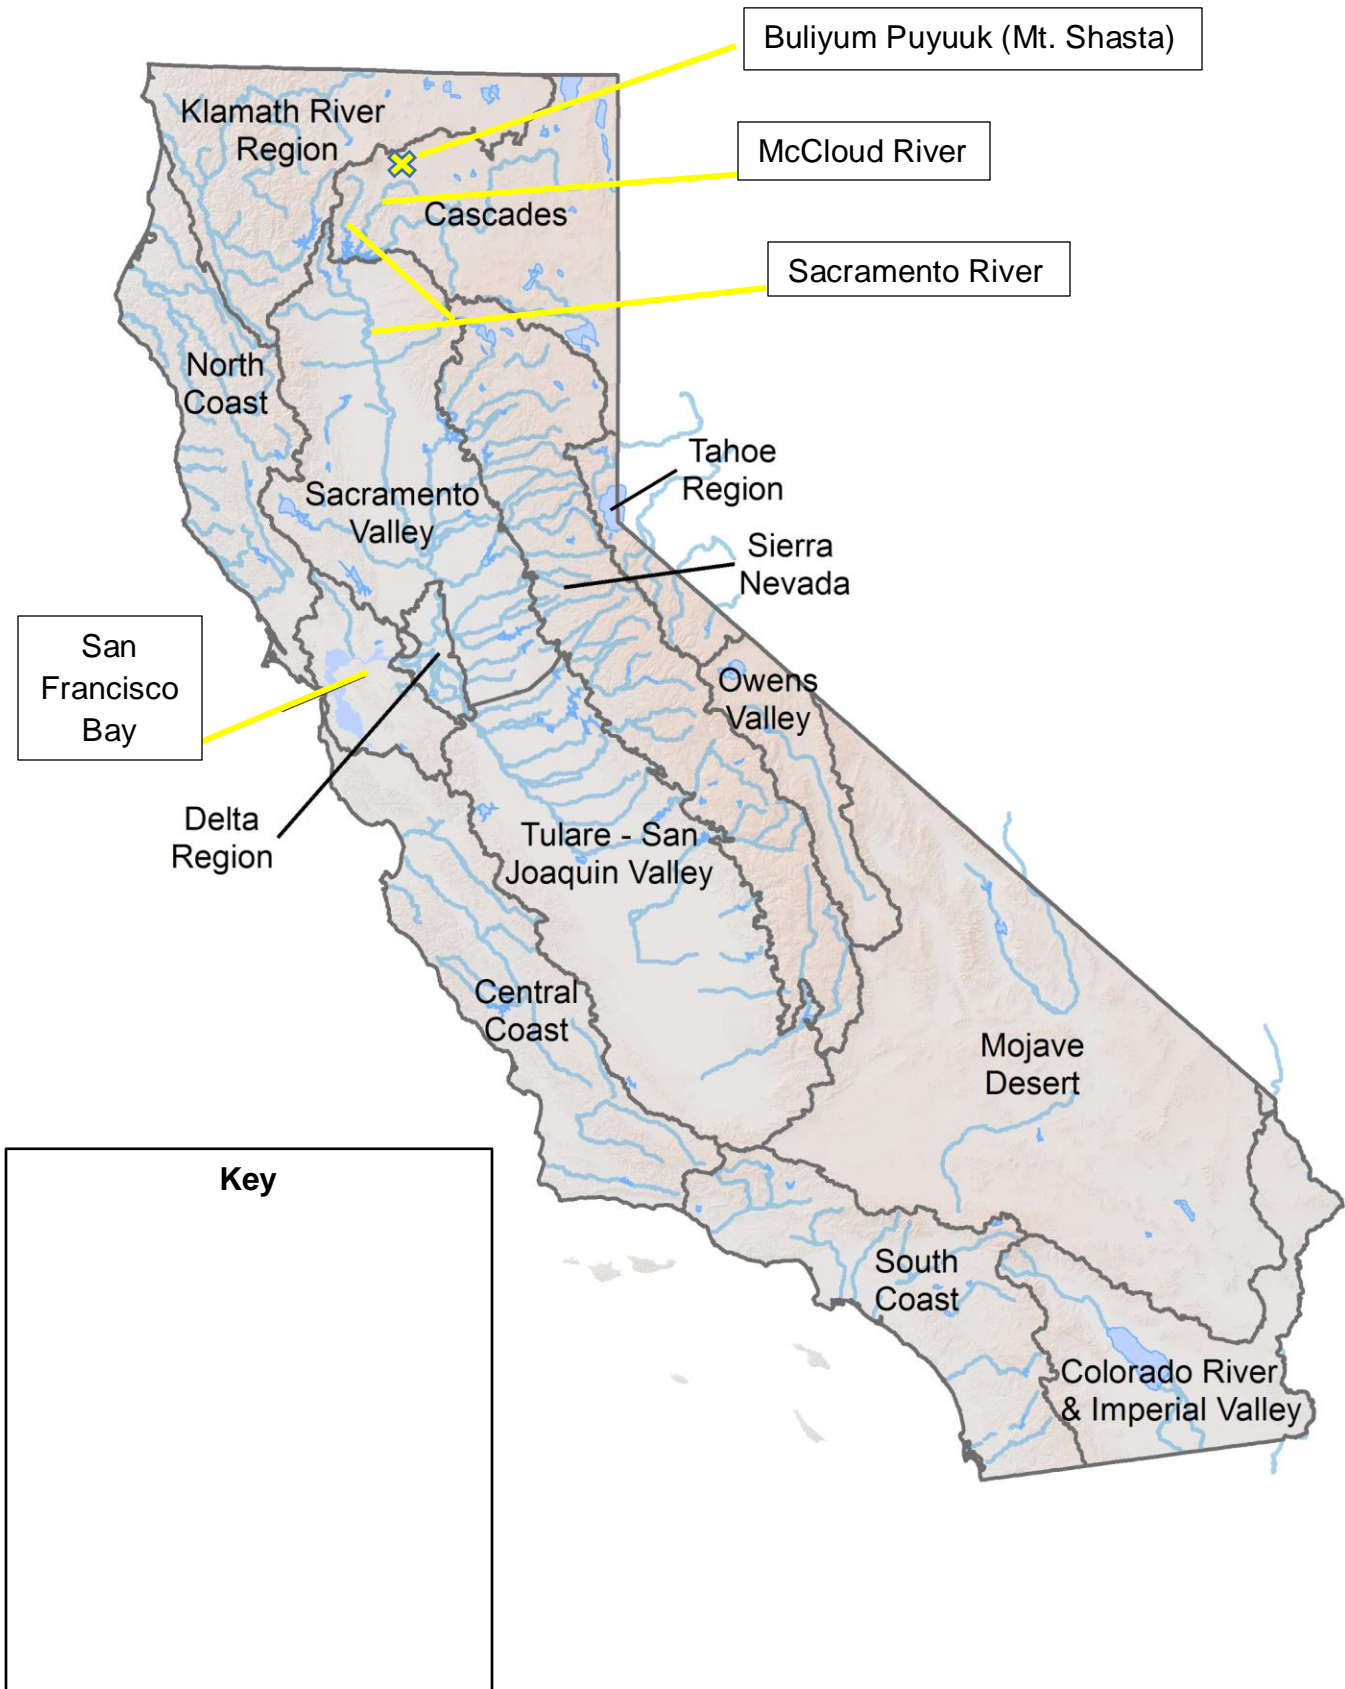 Buliyum Puyuuk (Mt. Shasta)
Klamath River
Region
McCloud River
Cascades
Sacramento River
North
Coast
Tahoe
Region
Sacramento
Valley
Sierra
Nevada
San
Francisco
Bay
Owens
Valley
Delta
Region
Tulare - San
Joaquin Valley
Central
Coast
Mojave
Desert
Key
South
Coast
Colorado River
& Imperial Valley